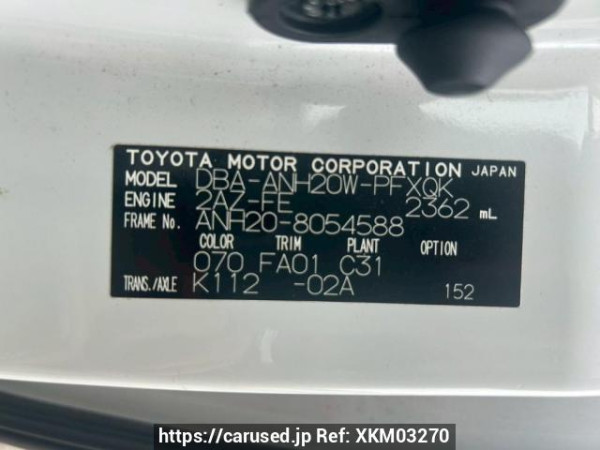 TOYOTA MOTOR CORPORATION JAPAN
MODEL DBA-ANH20W-PFXQK
ENGINE 2AZ-FE 2362 mL
FRAME No. ANH20-8054588
COLOR TRIM PLANT OPTION
070 FA01 C31
TRANS./AXLE K112 -02A 152
https://carused.jp Ref: XKM03270